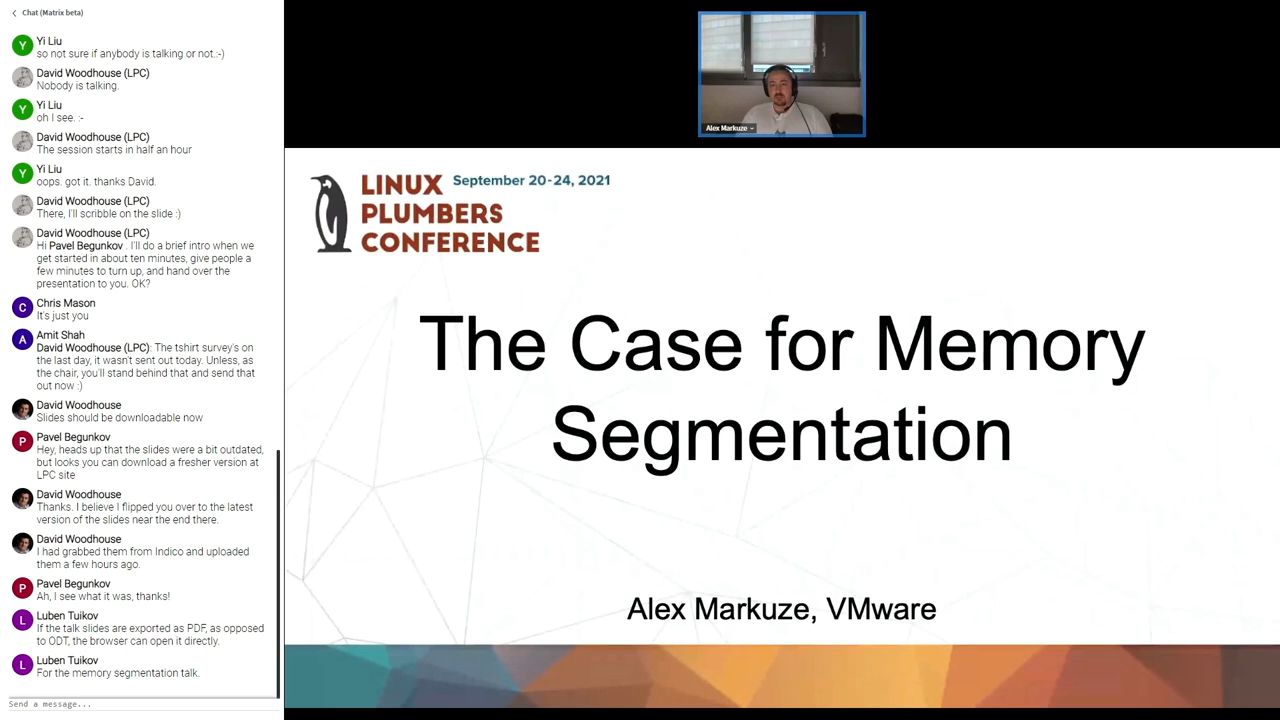 Chat (Matrix beta)
Y
Yi Liu
so not sure if anybody is talking or not.:-)
David Woodhouse (LPC)
Nobody is talking.
Y
Yi Liu
oh I see. :-
David Woodhouse (LPC)
The session starts in half an hour
Y
Yi Liu
oops. got it. thanks David.
David Woodhouse (LPC)
There, I'll scribble on the slide :)
David Woodhouse (LPC)
Hi Pavel Begunkov . I'll do a brief intro when we
get started in about ten minutes, give people a
few minutes to turn up, and hand over the
presentation to you. OK?
C
Chris Mason
It's just you
A
Amit Shah
David Woodhouse (LPC): The tshirt survey's on
the last day, it wasn't sent out today. Unless, as
the chair, you'll stand behind that and send that
out now :)
David Woodhouse
Slides should be downloadable now
P
Pavel Begunkov
Hey, heads up that the slides were a bit outdated,
but looks you can download a fresher version at
LPC site
David Woodhouse
Thanks. I believe I flipped you over to the latest
version of the slides near the end there.
David Woodhouse
I had grabbed them from Indico and uploaded
them a few hours ago.
P
Pavel Begunkov
Ah, I see what it was, thanks!
L
Luben Tuikov
If the talk slides are exported as PDF, as opposed
to ODT, the browser can open it directly.
L
Luben Tuikov
For the memory segmentation talk.
Send a message...
Alex Markuze
LINUX September 20-24, 2021
PLUMBERS
CONFERENCE
The Case for Memory
Segmentation
Alex Markuze, VMware